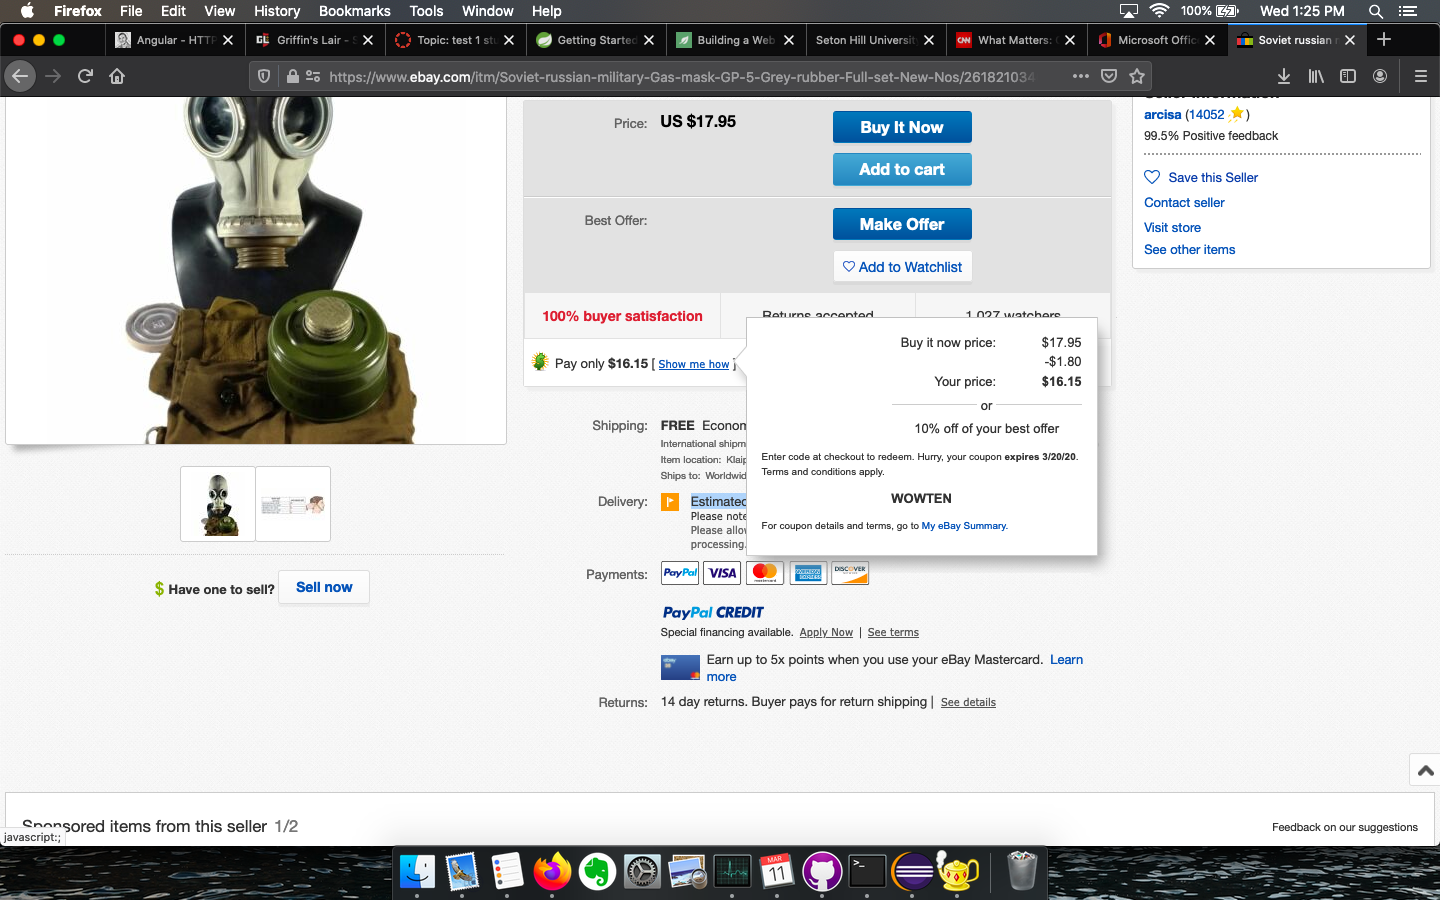 Firefox File Edit View History Bookmarks Tools Window Help 100% Wed 1:25 PM
Angular - HTTP Griffin's Lair - S Topic: test 1 stu Getting Started Building a Web Seton Hill University What Matters: Microsoft Offic Soviet russian
https://www.ebay.com/itm/Soviet-russian-military-Gas-mask-GP-5-Grey-rubber-Full-set-New-Nos/261821034
Price: US $17.95
Buy It Now
Add to cart
Best Offer:
Make Offer
Add to Watchlist
100% buyer satisfaction Returns accepted 1,027 watchers
Pay only $16.15 [ Show me how ]
Buy it now price: $17.95
-$1.80
Your price: $16.15
or
10% off of your best offer
Enter code at checkout to redeem. Hurry, your coupon expires 3/20/20.
Terms and conditions apply.
WOWTEN
For coupon details and terms, go to My eBay Summary.
Shipping: FREE Econom
International shipm
Item location: Klaip
Ships to: Worldwid
Delivery: Estimated
Please note
Please allow
processing.
Payments: PayPal VISA mastercard AMERICAN EXPRESS DISCOVER
PayPal CREDIT
Special financing available. Apply Now | See terms
Earn up to 5x points when you use your eBay Mastercard. Learn
more
Returns: 14 day returns. Buyer pays for return shipping | See details
Seller information
arcisa (14052 )
99.5% Positive feedback
Save this Seller
Contact seller
Visit store
See other items
$ Have one to sell? Sell now
Sponsored items from this seller 1/2
Feedback on our suggestions
javascript:;
MAR
11